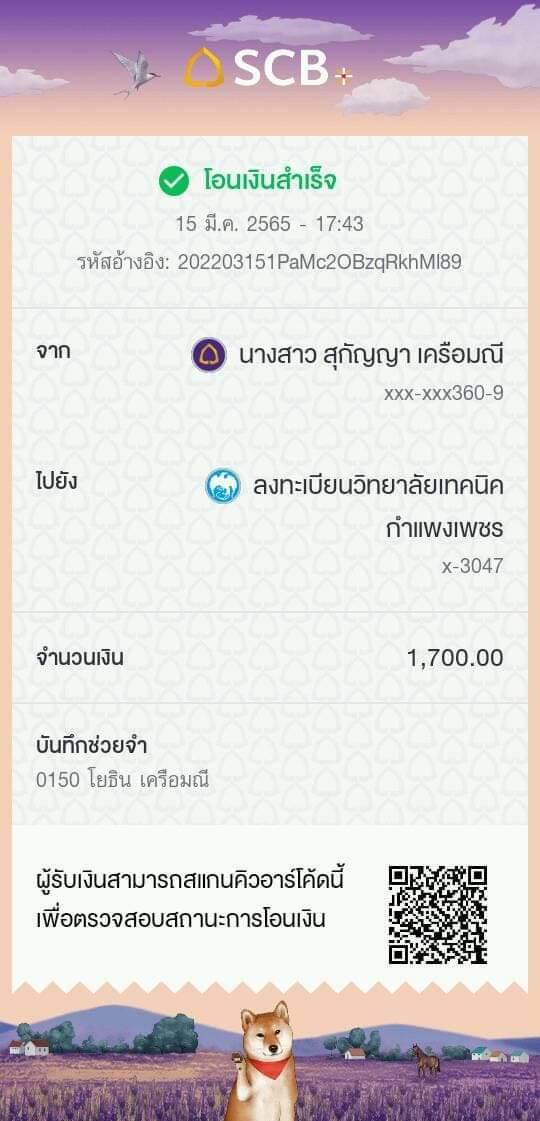 SCB
โอนเงินสำเร็จ
15 มี.ค. 2565 - 17:43
รหัสอ้างอิง: 202203151PaMc2OBzqRkhMl89
จาก นางสาว สุกัญญา เครือมณี
xxx-xxx360-9
ไปยัง ลงทะเบียนวิทยาลัยเทคนิค
กำแพงเพชร
x-3047
จำนวนเงิน 1,700.00
บันทึกช่วยจำ
0150 โยธิน เครือมณี
ผู้รับเงินสามารถสแกนคิวอาร์โค้ดนี้
เพื่อตรวจสอบสถานะการโอนเงิน